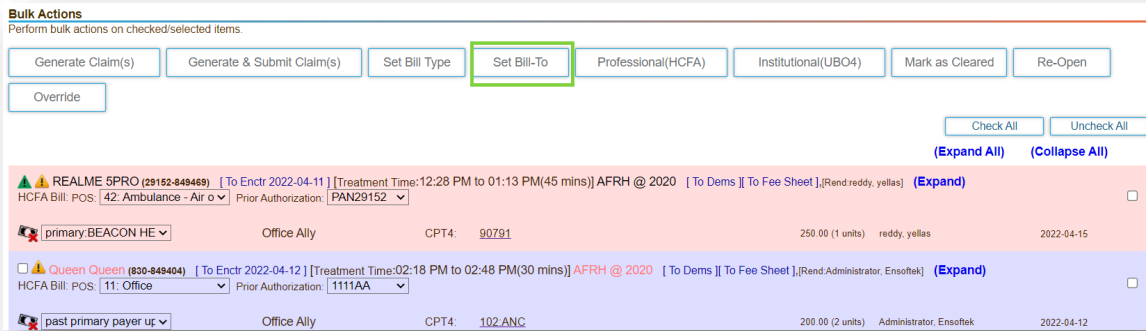 Bulk Actions
Perform bulk actions on checked/selected items.
Generate Claim(s) Generate & Submit Claim(s) Set Bill Type Set Bill-To Professional(HCFA) Institutional(UBO4) Mark as Cleared Re-Open
Override
Check All Uncheck All
(Expand All) (Collapse All)
REALME 5PRO (29152-849469) [ To Enctr 2022-04-11 ] [Treatment Time:12:28 PM to 01:13 PM(45 mins)] AFRH @ 2020 [ To Dems ][ To Fee Sheet ],[Rend:reddy, yellas] (Expand)
HCFA Bill: POS: 42: Ambulance - Air o Prior Authorization: PAN29152
primary:BEACON HE Office Ally CPT4: 90791 250.00 (1 units) reddy, yellas 2022-04-15
Queen Queen (830-849404) [ To Enctr 2022-04-12 ] [Treatment Time:02:18 PM to 02:48 PM(30 mins)] AFRH @ 2020 [ To Dems ][ To Fee Sheet ],[Rend:Administrator, Ensoftek] (Expand)
HCFA Bill: POS: 11: Office Prior Authorization: 1111AA
past primary payer up Office Ally CPT4: 102:ANC 200.00 (2 units) Administrator, Ensoftek 2022-04-12